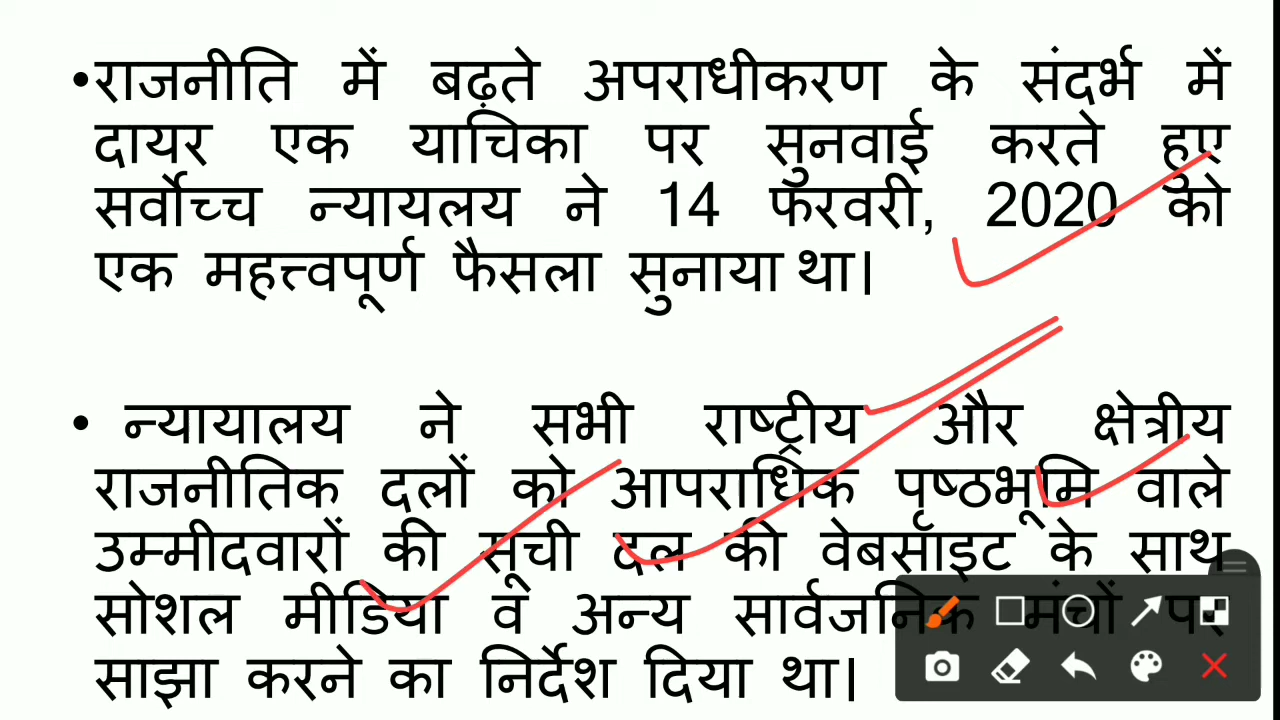 •राजनीति में बढ़ते अपराधीकरण के संदर्भ में
दायर एक याचिका पर सुनवाई करते हुए
सर्वोच्च न्यायलय ने 14 फरवरी, 2020 को
एक महत्त्वपूर्ण फैसला सुनाया था।
• न्यायालय ने सभी राष्ट्रीय और क्षेत्रीय
राजनीतिक दलों को आपराधिक पृष्ठभूमि वाले
उम्मीदवारों की सूची दल की वेबसाइट के साथ
सोशल मीडिया व अन्य सार्वजनिक मंचों पर
साझा करने का निर्देश दिया था।